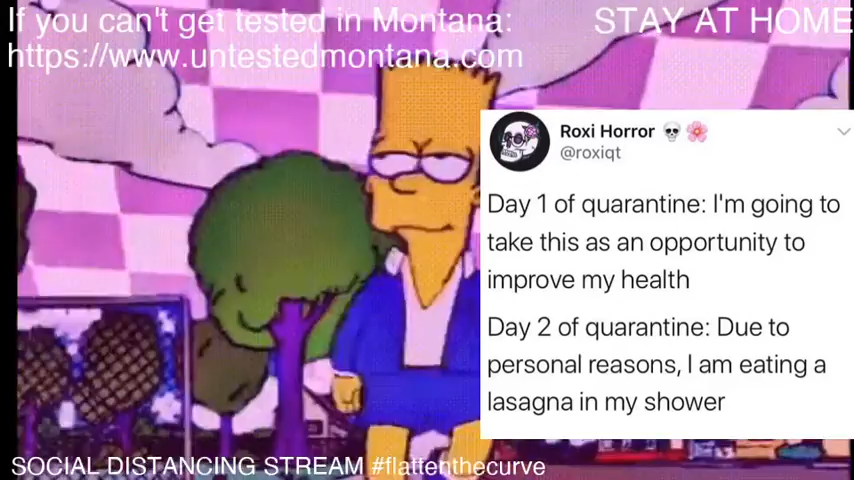 If you can't get tested in Montana:
https://www.untestedmontana.com
STAY AT HOME
Roxi Horror 💀🌸
@roxiqt
Day 1 of quarantine: I'm going to
take this as an opportunity to
improve my health
Day 2 of quarantine: Due to
personal reasons, I am eating a
lasagna in my shower
SOCIAL DISTANCING STREAM #flattenthecurve